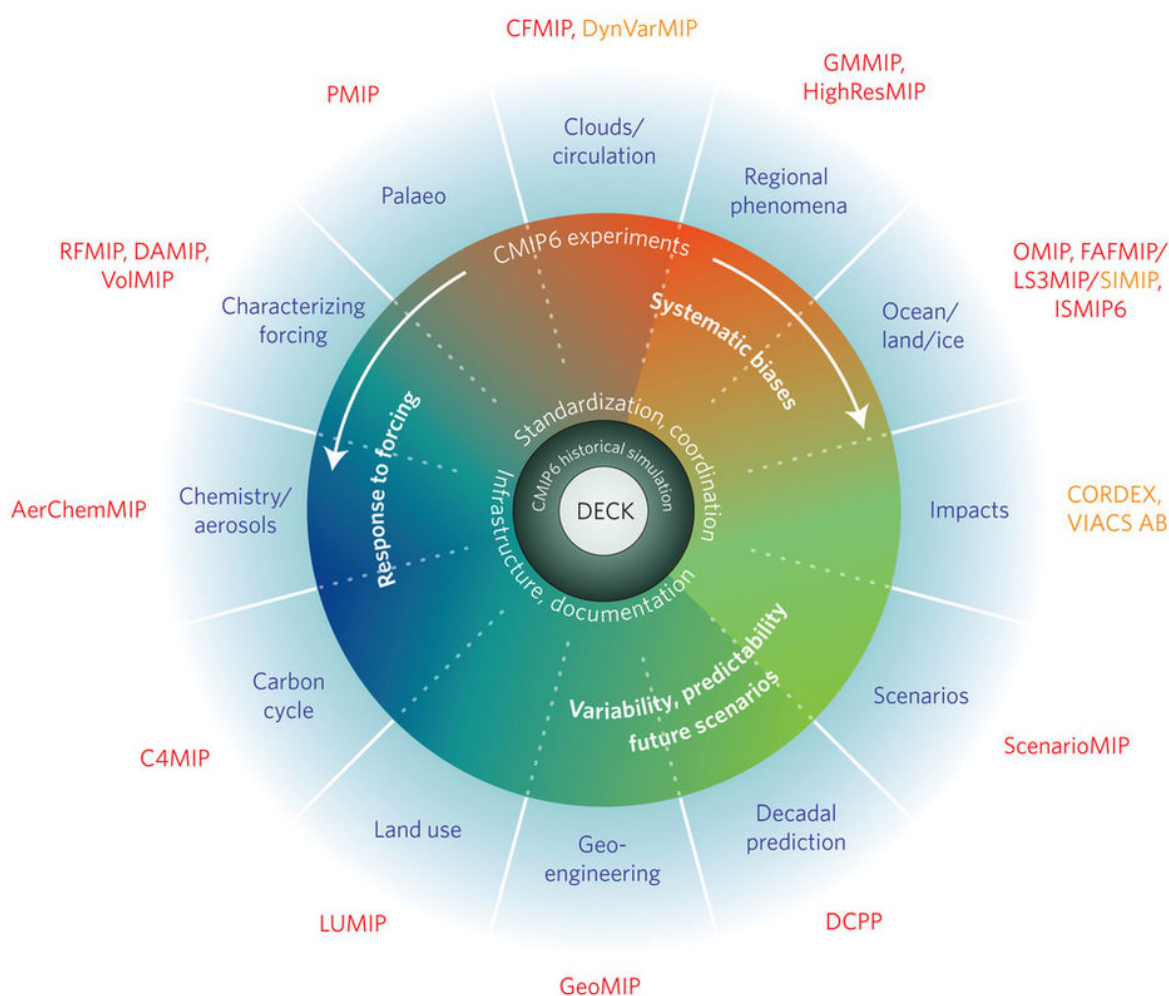 CFMIP, DynVarMIP
GMMIP,
HighResMIP
PMIP
Clouds/
circulation
Regional
phenomena
Palaeo
CMIP6 experiments
RFMIP, DAMIP,
VolMIP
OMIP, FAFMIP/
LS3MIP/SIMIP,
ISMIP6
Characterizing
forcing
Ocean/
land/ice
Systematic biases
Response to forcing
Standardization, coordination
CMIP6 historical simulation
DECK
Infrastructure, documentation
AerChemMIP
Chemistry/
aerosols
Impacts
CORDEX,
VIACS AB
Variability, predictability
future scenarios
Carbon
cycle
Scenarios
C4MIP
ScenarioMIP
Land use
Geo-
engineering
Decadal
prediction
LUMIP
DCPP
GeoMIP